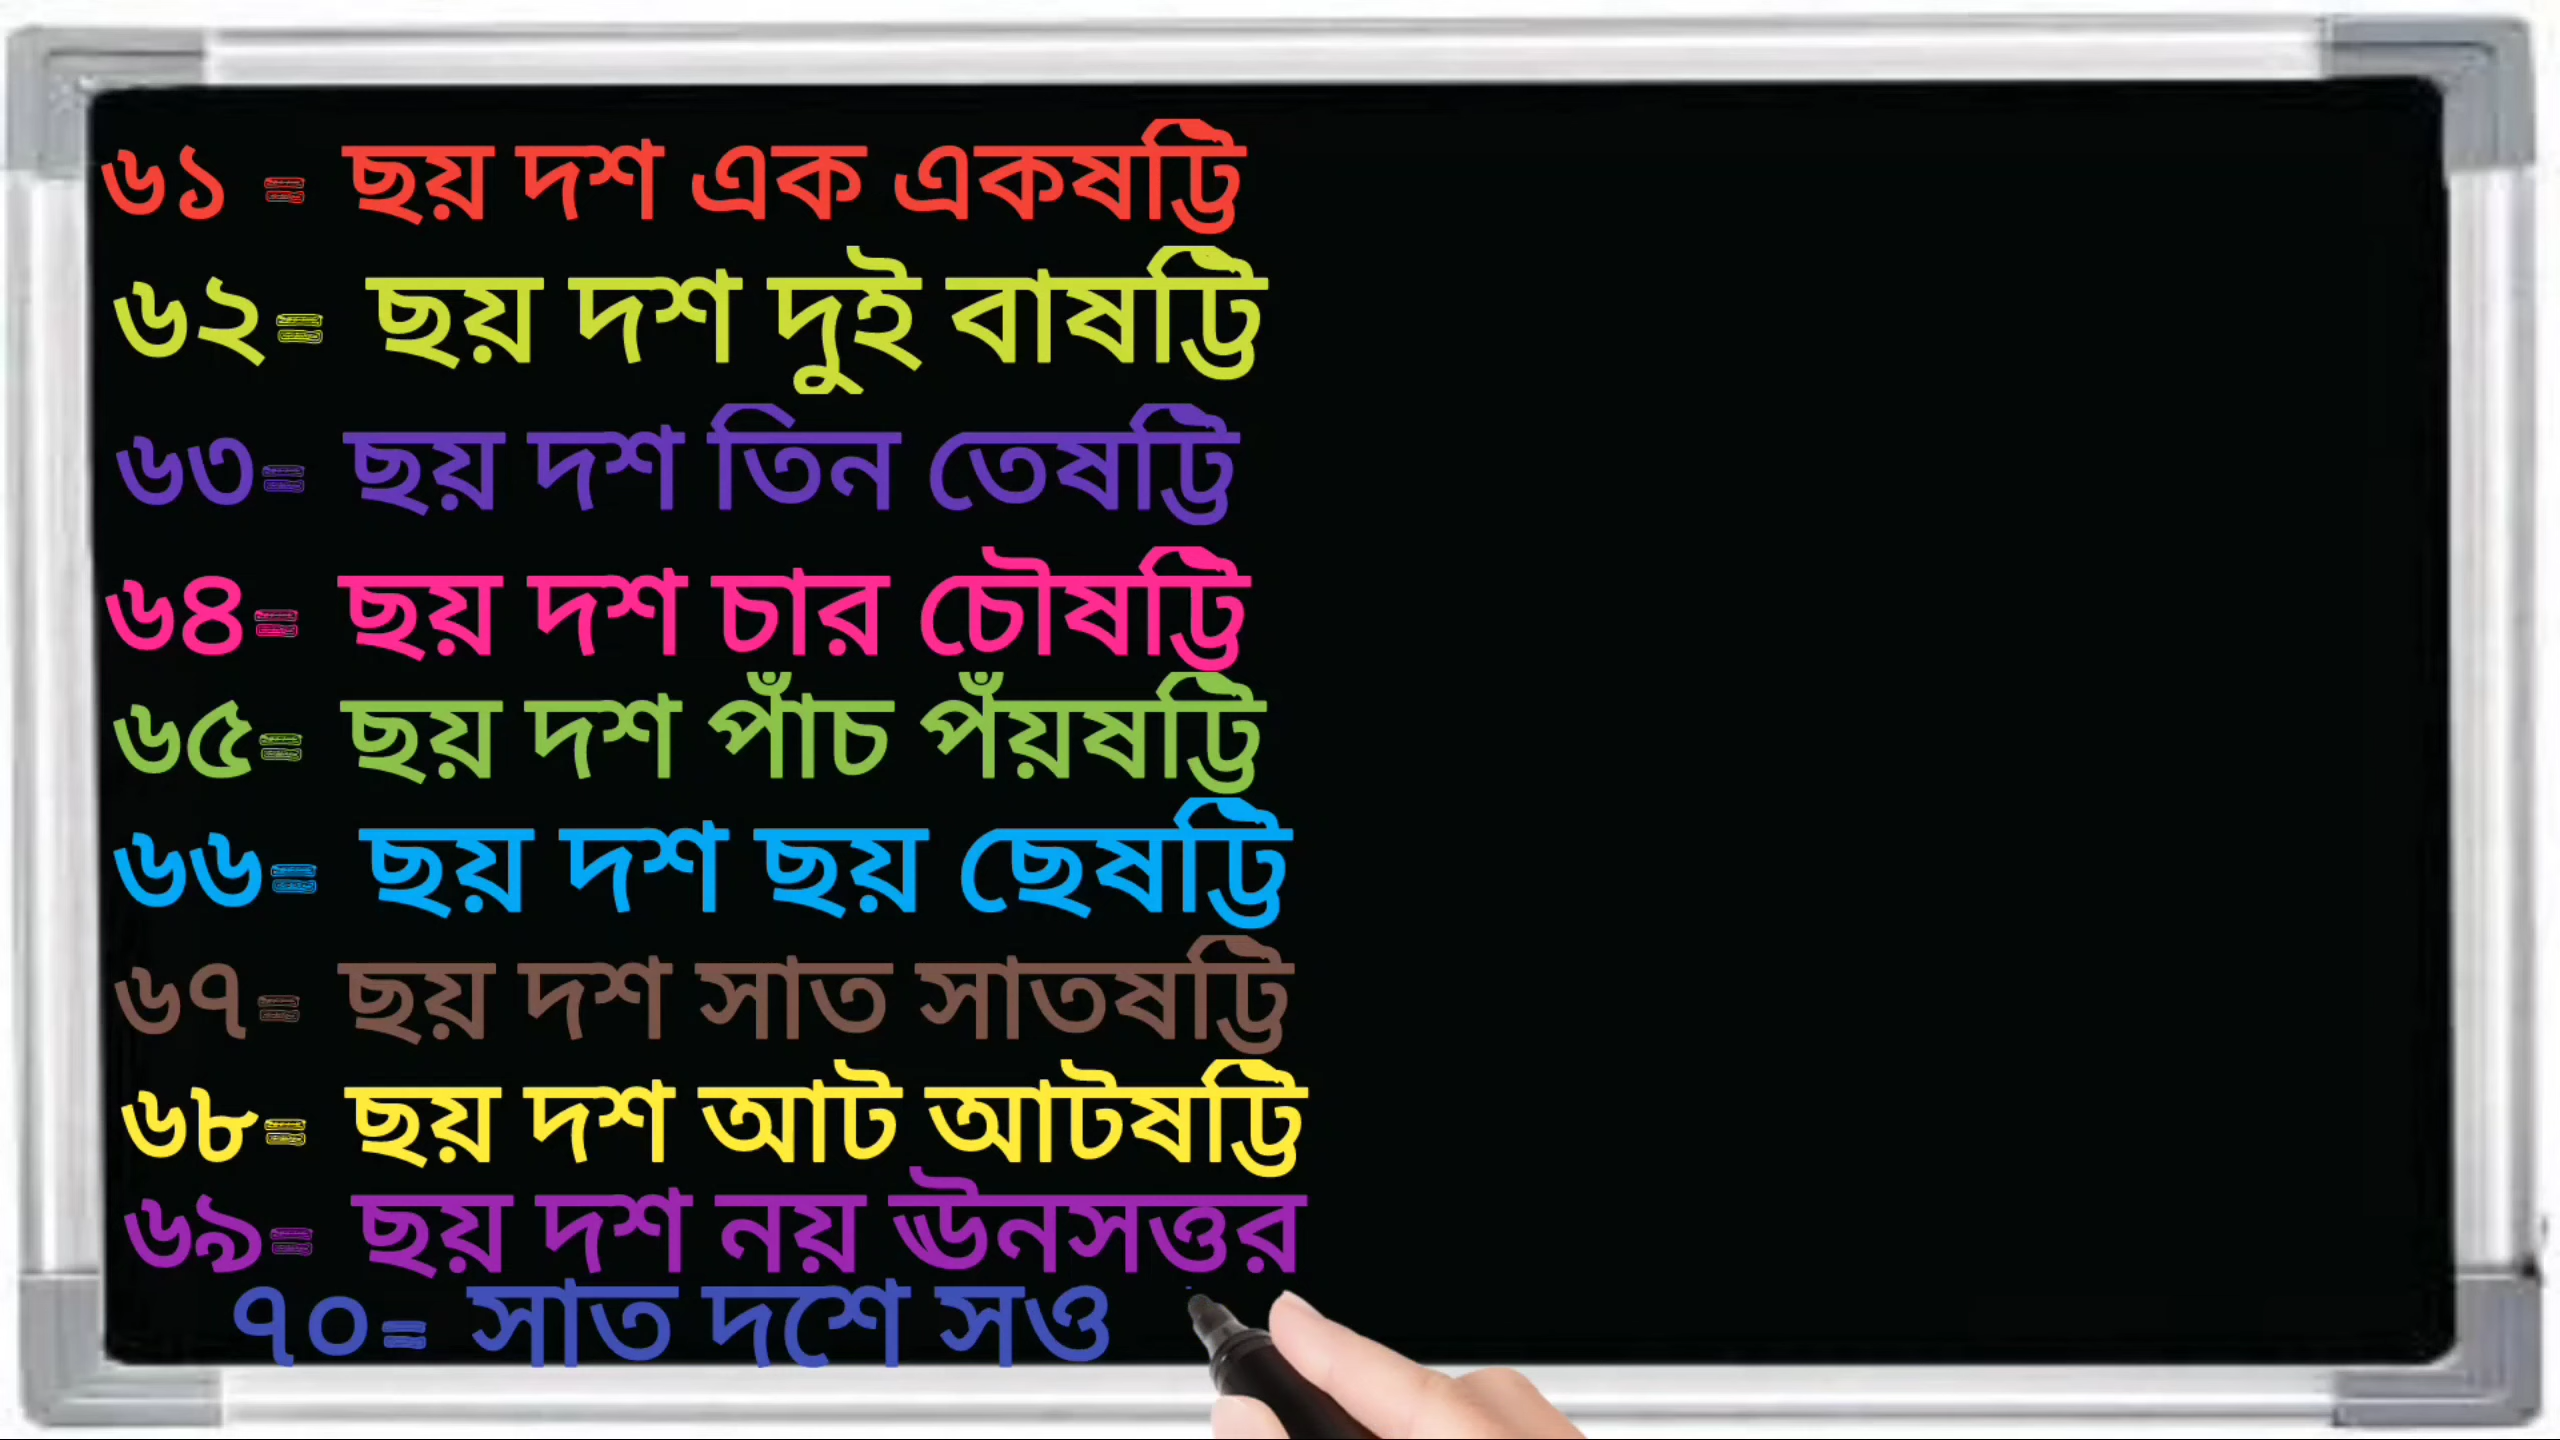 ৬১ = ছয় দশ এক একষট্টি
৬২= ছয় দশ দুই বাষট্টি
৬৩= ছয় দশ তিন তেষট্টি
৬৪= ছয় দশ চার চৌষট্টি
৬৫= ছয় দশ পাঁচ পঁয়ষট্টি
৬৬= ছয় দশ ছয় ছেষট্টি
৬৭= ছয় দশ সাত সাতষট্টি
৬৮= ছয় দশ আট আটষট্টি
৬৯= ছয় দশ নয় ঊনসত্তর
৭০= সাত দশে সও